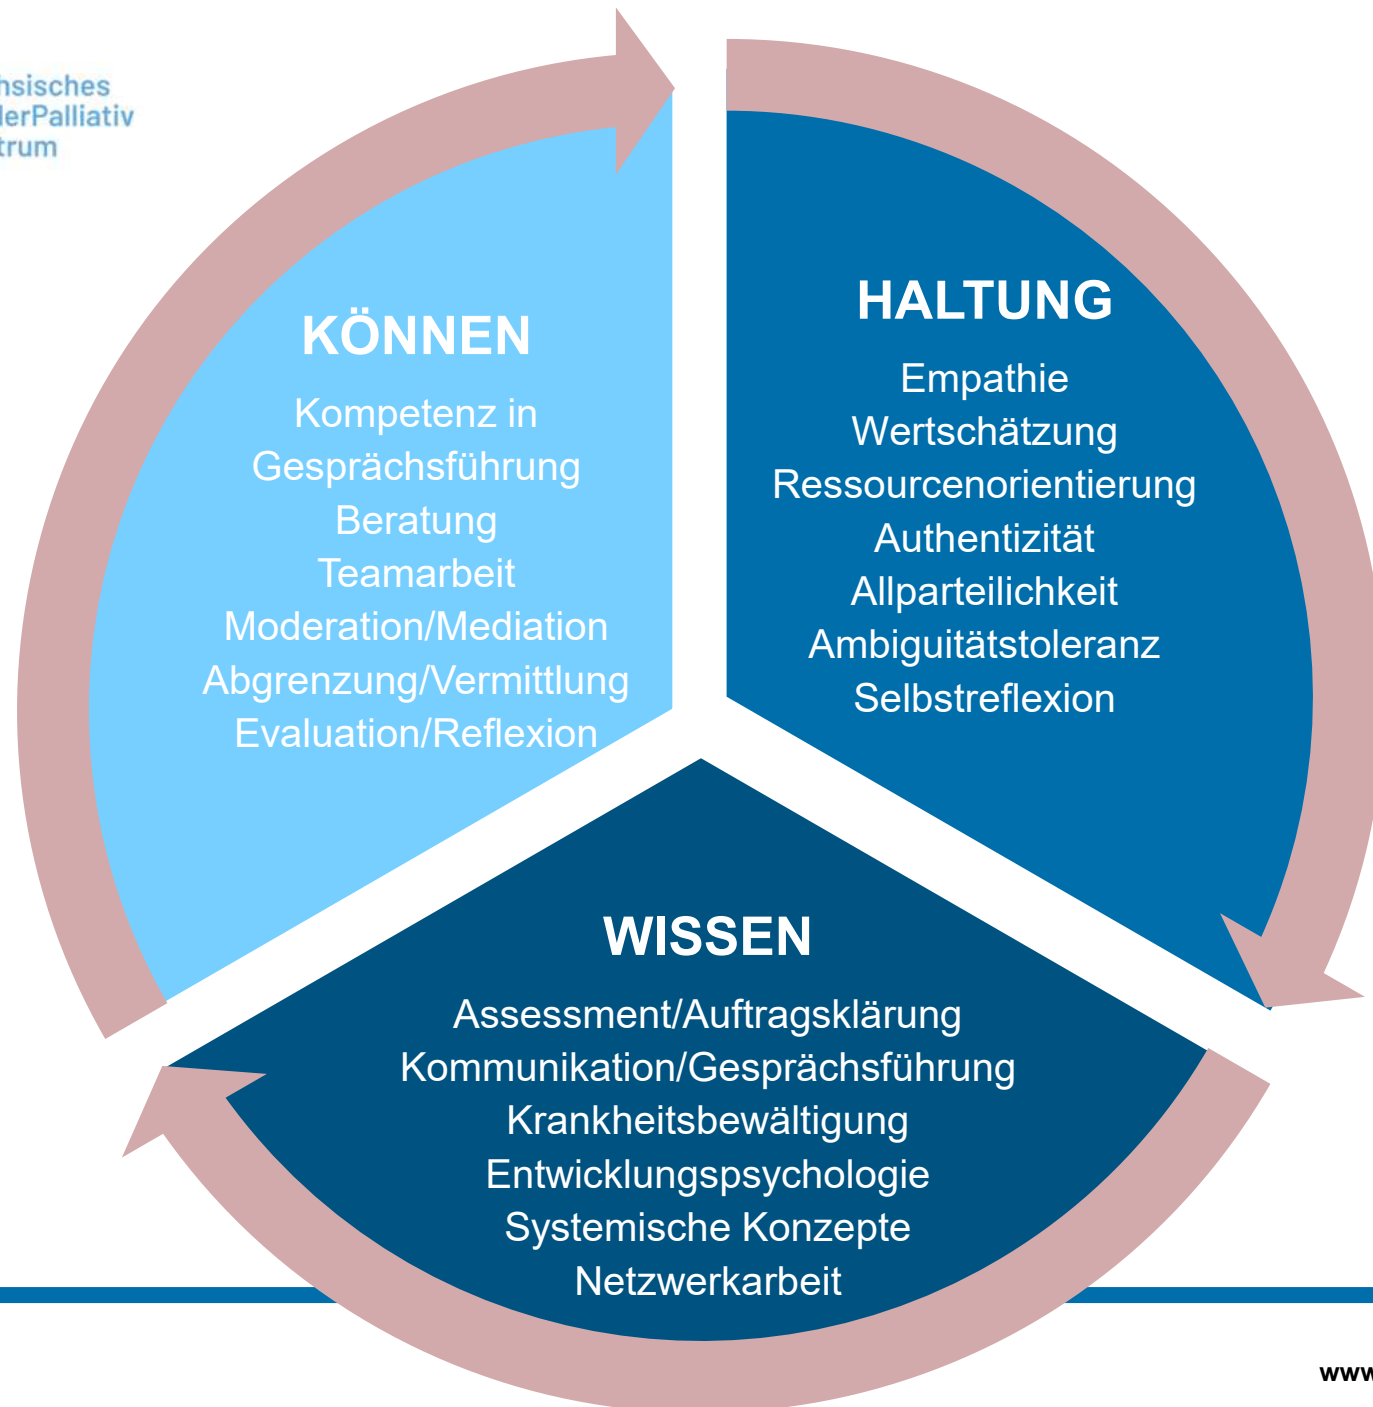 hsisches
derPalliativ
trum
KÖNNEN
Kompetenz in
Gesprächsführung
Beratung
Teamarbeit
Moderation/Mediation
Abgrenzung/Vermittlung
Evaluation/Reflexion
HALTUNG
Empathie
Wertschätzung
Ressourcenorientierung
Authentizität
Allparteilichkeit
Ambiguitätstoleranz
Selbstreflexion
WISSEN
Assessment/Auftragsklärung
Kommunikation/Gesprächsführung
Krankheitsbewältigung
Entwicklungspsychologie
Systemische Konzepte
Netzwerkarbeit
www